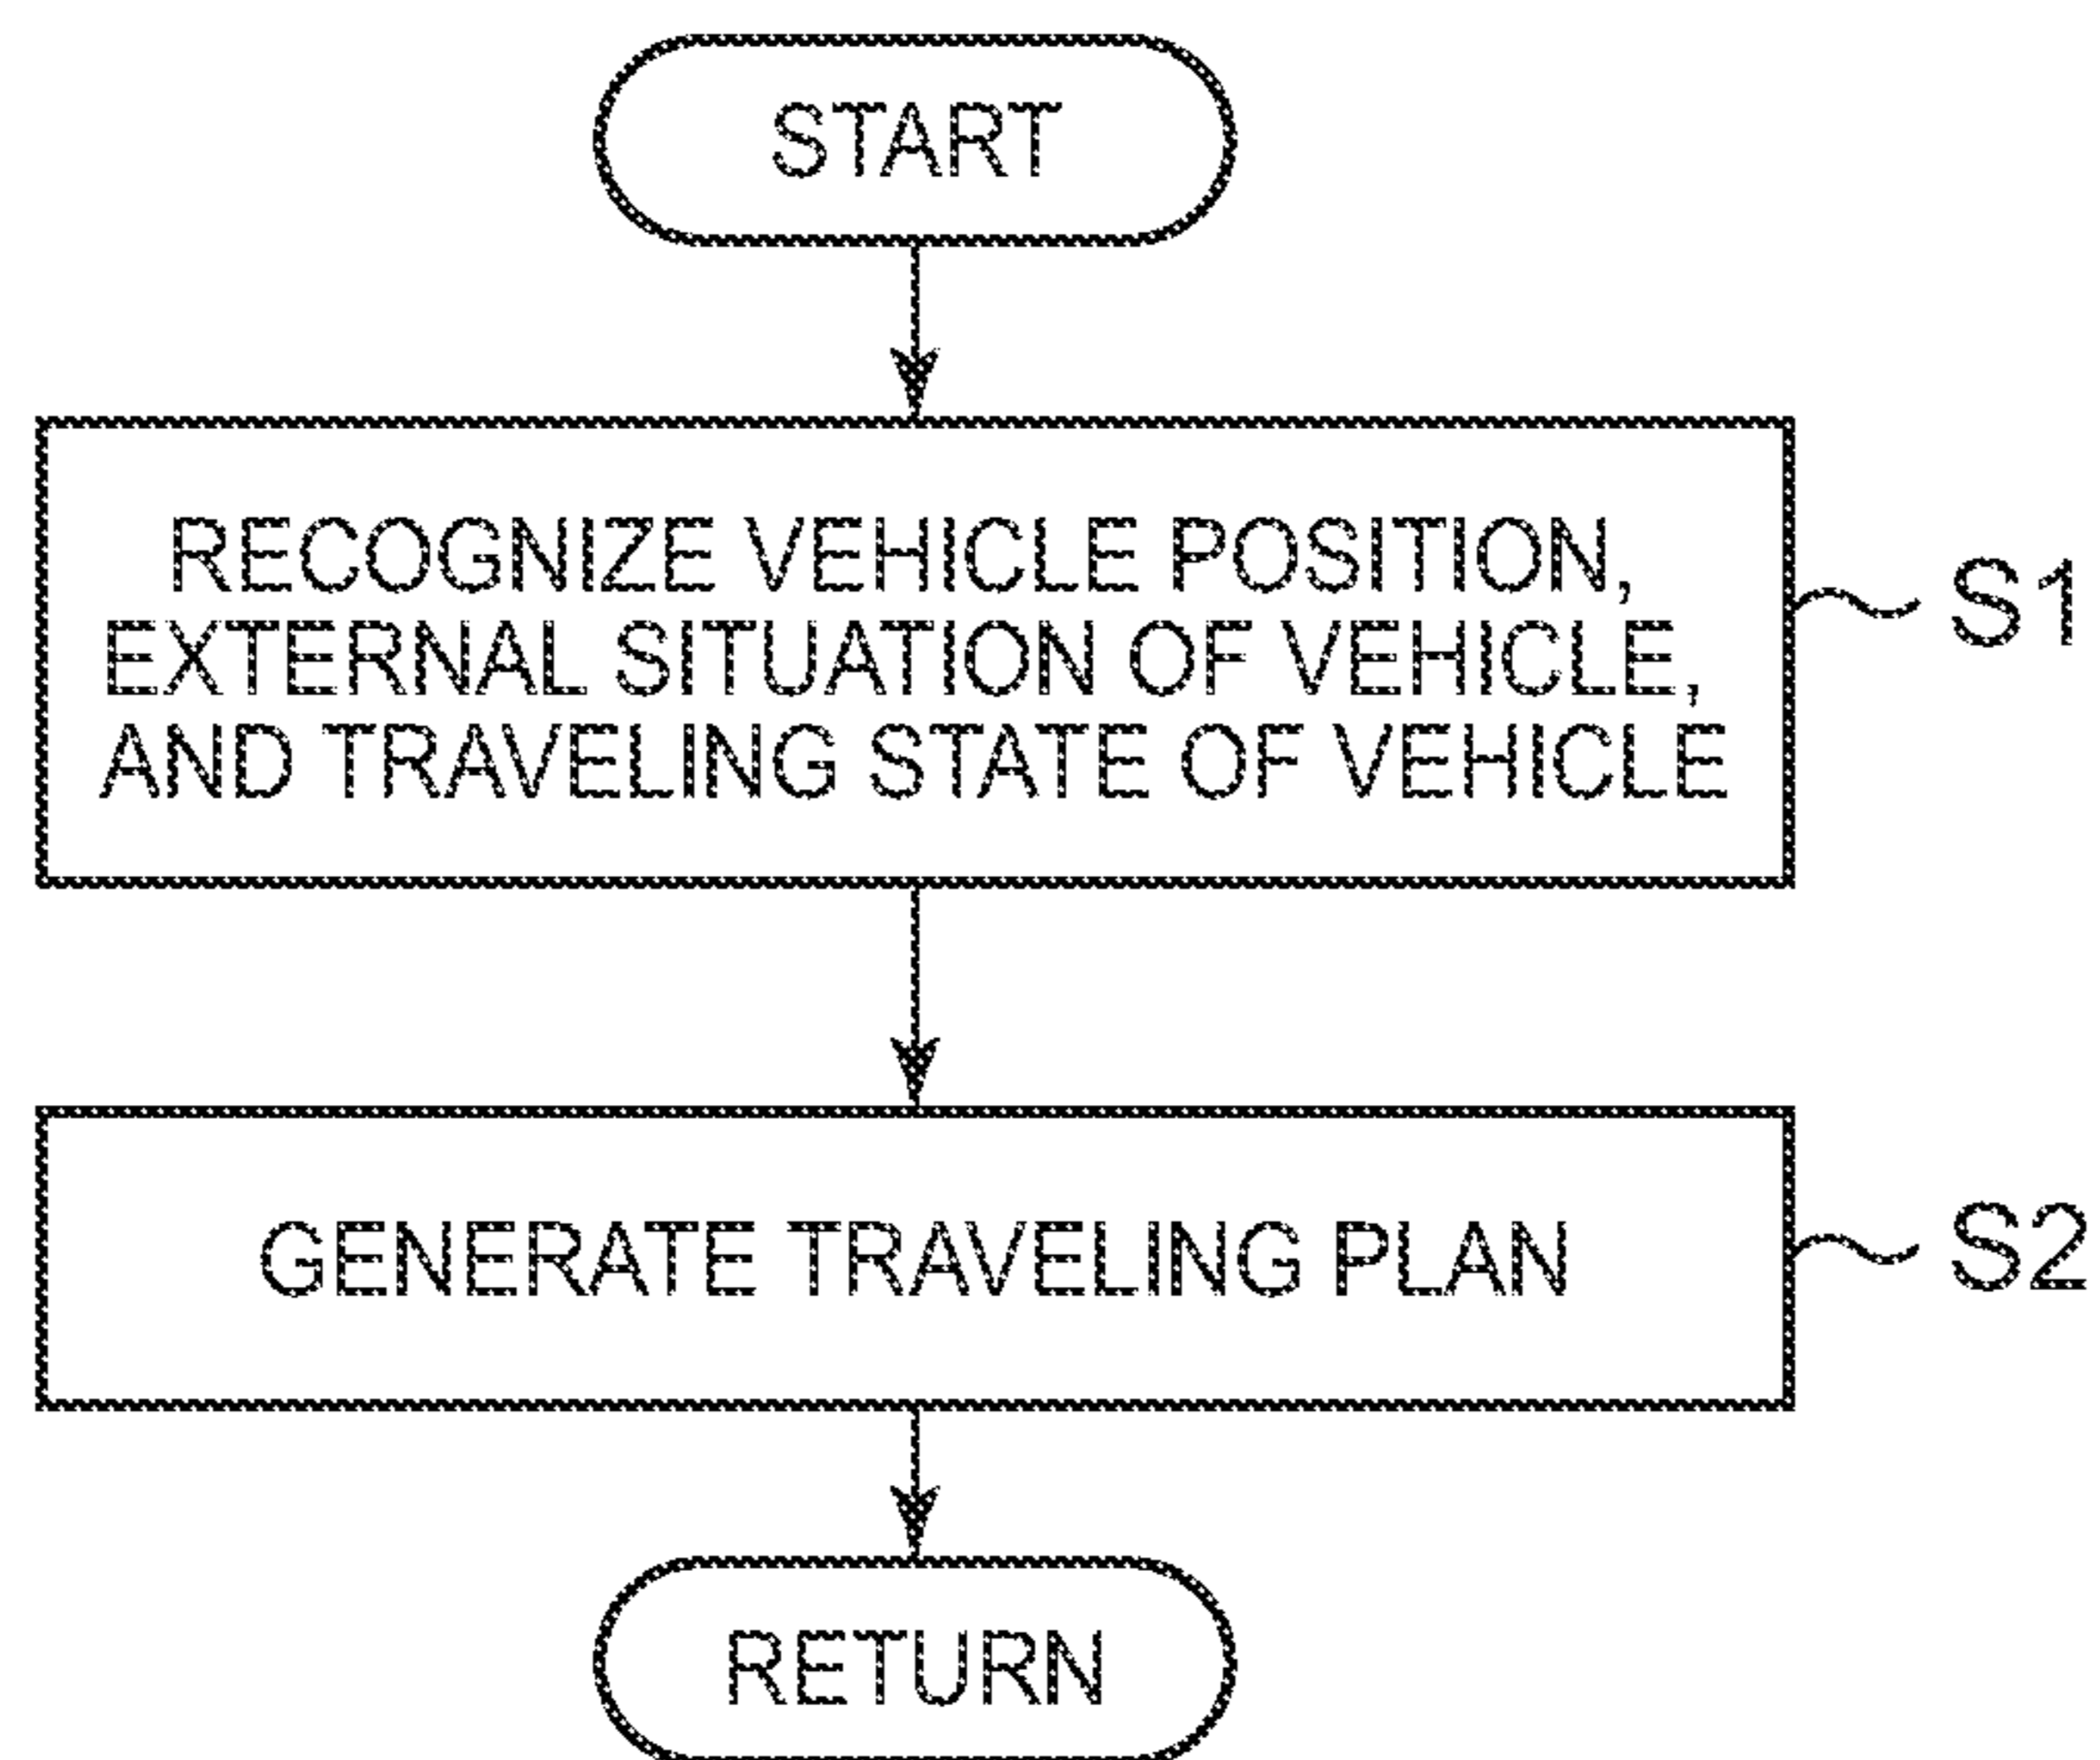 START
RECOGNIZE VEHICLE POSITION,
EXTERNAL SITUATION OF VEHICLE,
AND TRAVELING STATE OF VEHICLE
S1
GENERATE TRAVELING PLAN
S2
RETURN